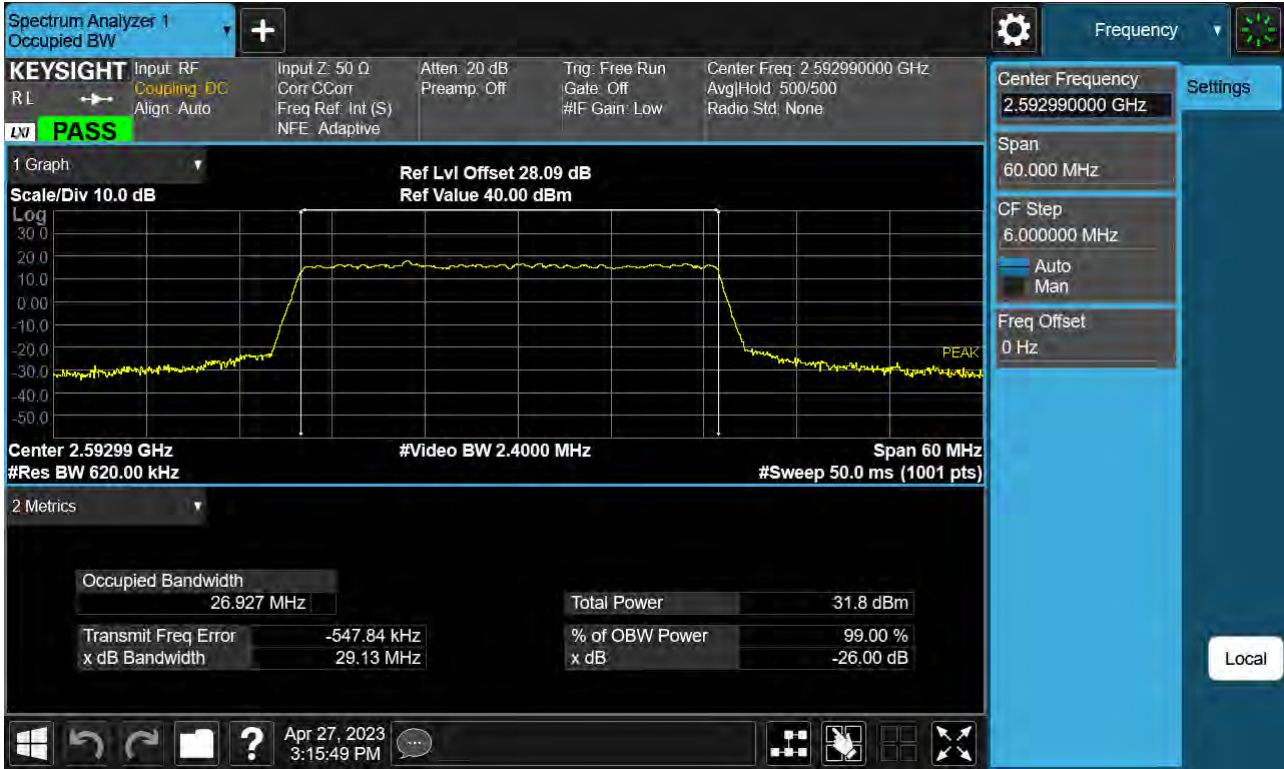 Spectrum Analyzer 1
Occupied BW
Frequency
KEYSIGHT
R L
LXI
PASS
Input: RF
Coupling: DC
Align: Auto
Input Z: 50 Ω
Corr CCorr
Freq Ref: Int (S)
NFE: Adaptive
Atten: 20 dB
Preamp: Off
Trig: Free Run
Gate: Off
#IF Gain: Low
Center Freq: 2.592990000 GHz
Avg|Hold: 500/500
Radio Std: None
1 Graph
Scale/Div 10.0 dB
Ref Lvl Offset 28.09 dB
Ref Value 40.00 dBm
Log
30.0
20.0
10.0
0.00
-10.0
-20.0
-30.0
-40.0
-50.0
PEAK
Center 2.59299 GHz
#Video BW 2.4000 MHz
Span 60 MHz
#Res BW 620.00 kHz
#Sweep 50.0 ms (1001 pts)
2 Metrics
Occupied Bandwidth
26.927 MHz
Total Power 31.8 dBm
Transmit Freq Error -547.84 kHz
% of OBW Power 99.00 %
x dB Bandwidth 29.13 MHz
x dB -26.00 dB
Center Frequency
2.592990000 GHz
Settings
Span
60.000 MHz
CF Step
6.000000 MHz
Auto
Man
Freq Offset
0 Hz
Local
?
Apr 27, 2023
3:15:49 PM